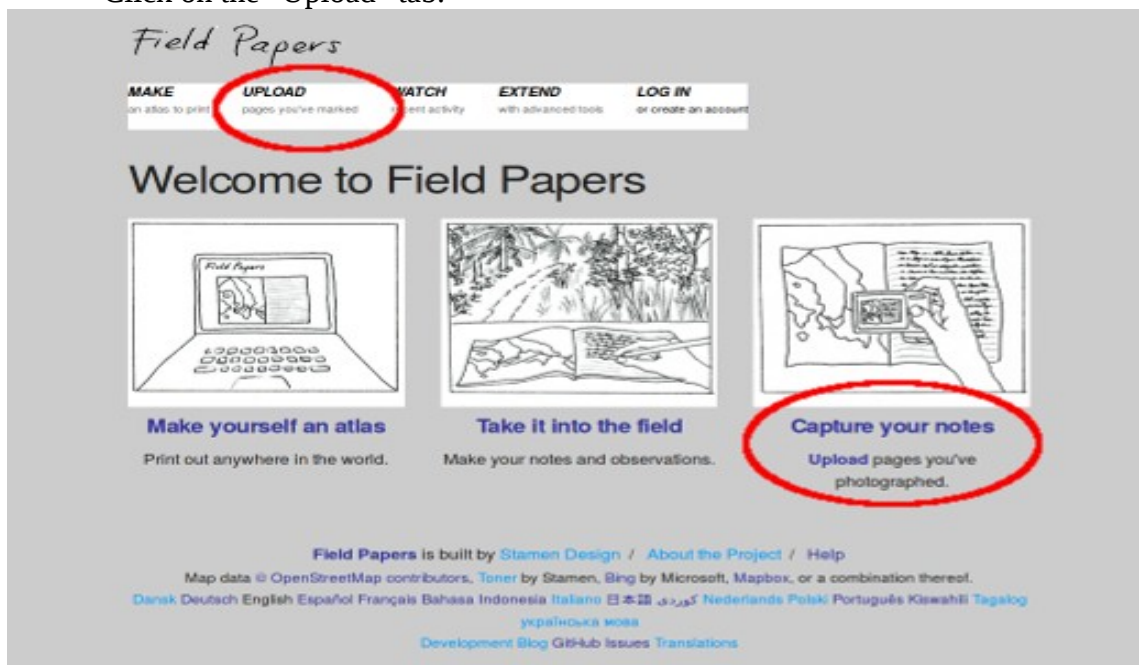 Click on the "Upload" tab.
Field Papers
MAKE UPLOAD WATCH EXTEND LOG IN
an atlas to print pages you've marked recent activity with advanced tools or create an account
Welcome to Field Papers
Field Papers
Make yourself an atlas Take it into the field Capture your notes
Print out anywhere in the world. Make your notes and observations. Upload pages you've
photographed.
Field Papers is built by Stamen Design / About the Project / Help
Map data © OpenStreetMap contributors, Toner by Stamen, Bing by Microsoft, Mapbox, or a combination thereof.
Dansk Deutsch English Español Français Bahasa Indonesia Italiano 日本語 کوردی Nederlands Polski Português Kiswahili Tagalog
українська мова
Development Blog GitHub Issues Translations